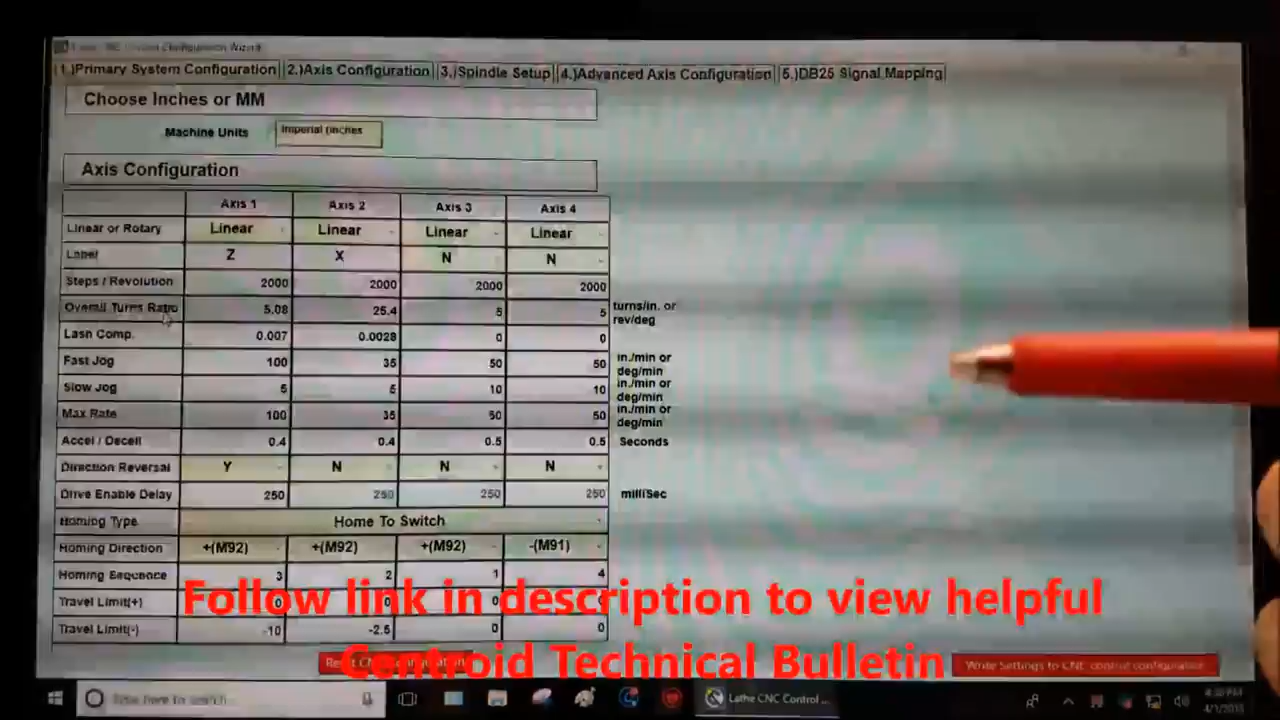 1.)Primary System Configuration 2.)Axis Configuration 3.)Spindle Setup 4.)Advanced Axis Configuration 5.)DB25 Signal Mapping
Choose Inches or MM
Machine Units Imperial (inches
Axis Configuration
Axis 1 Axis 2 Axis 3 Axis 4
Linear or Rotary Linear Linear Linear Linear
Label Z X N N
Steps / Revolution 2000 2000 2000 2000
Overall Turns Ratio 5.08 25.4 5 5 turns/in. or rev/deg
Lash Comp. 0.007 0.0028 0 0
Fast Jog 100 35 50 50 in./min or deg/min
Slow Jog 5 5 10 10 in./min or deg/min
Max Rate 100 35 50 50 in./min or deg/min
Accel / Decell 0.4 0.4 0.5 0.5 Seconds
Direction Reversal Y N N N
Drive Enable Delay 250 250 250 250 milliSec
Homing Type Home To Switch
Homing Direction +(M92) +(M92) +(M92) -(M91)
Homing Sequence 3 2 1 4
Travel Limit(+) 0 0 0
Travel Limit(-) -10 -2.5 0 0
Follow link in description to view helpful
Centroid Technical Bulletin
Write Settings to CNC control configuration
Type here to search
Lathe CNC Control ...